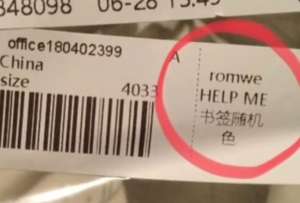 848098 06-28 15:45
office180402399
China
size 4033
A
romwe
HELP ME
书签随机
色